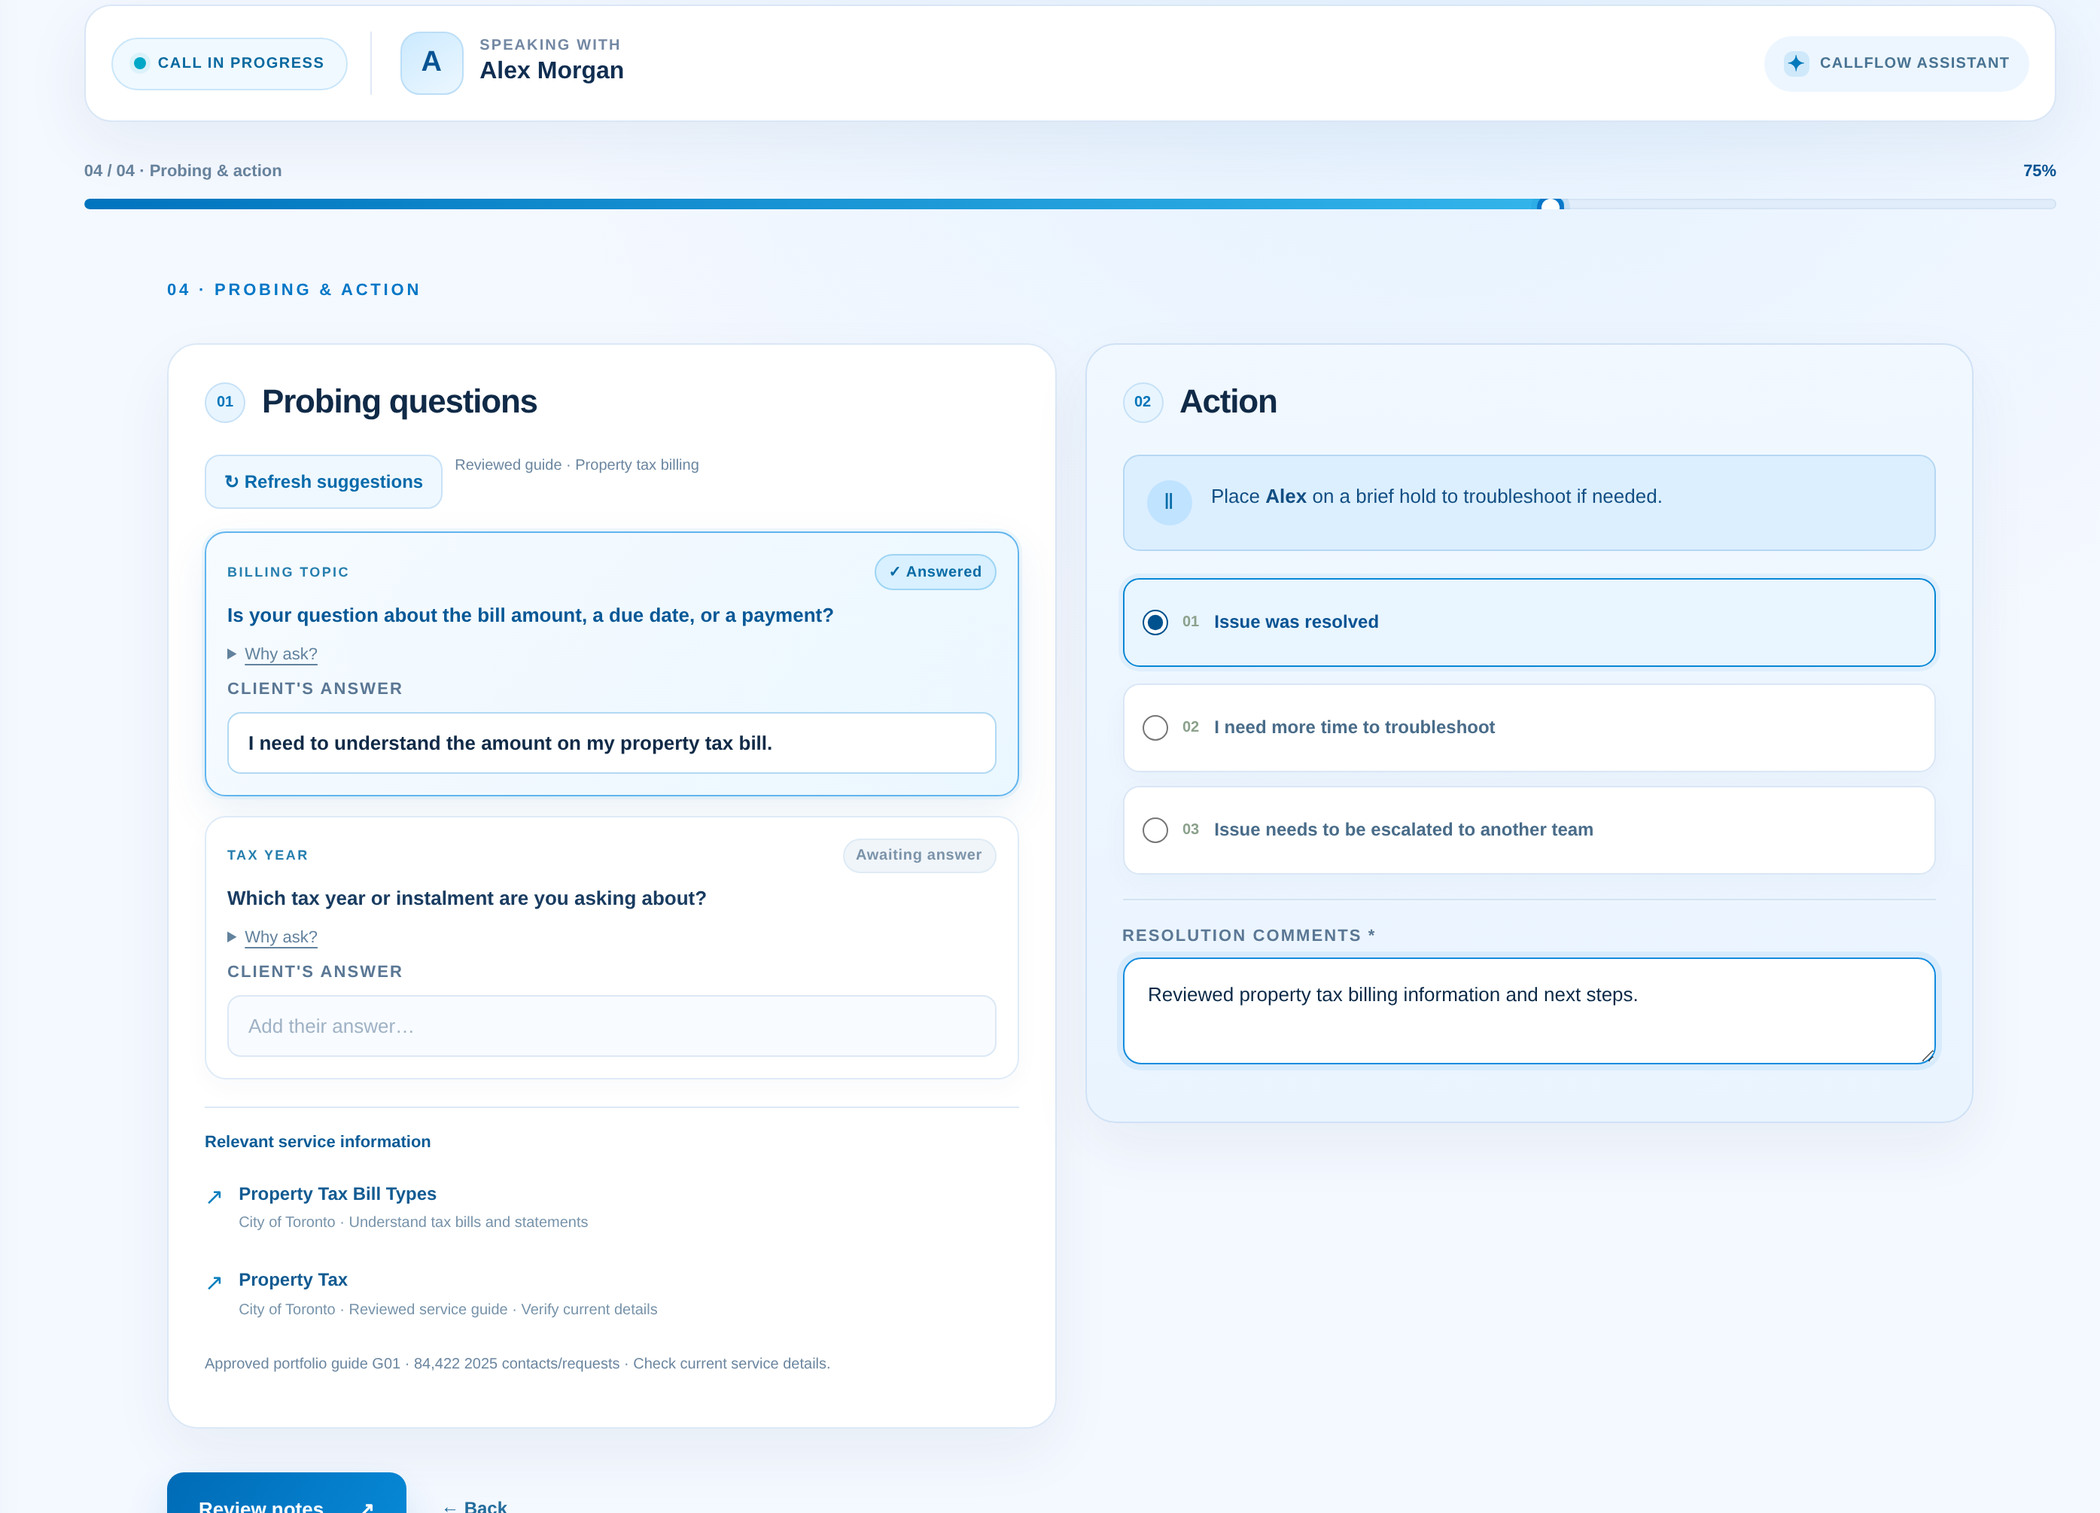 CALL IN PROGRESS
A
SPEAKING WITH
Alex Morgan
✦ CALLFLOW ASSISTANT
04 / 04 · Probing & action
75%
04 · PROBING & ACTION
01 Probing questions
↻ Refresh suggestions
Reviewed guide · Property tax billing
BILLING TOPIC
✓ Answered
Is your question about the bill amount, a due date, or a payment?
▶ Why ask?
CLIENT'S ANSWER
I need to understand the amount on my property tax bill.
TAX YEAR
Awaiting answer
Which tax year or instalment are you asking about?
▶ Why ask?
CLIENT'S ANSWER
Add their answer…
Relevant service information
↗ Property Tax Bill Types
City of Toronto · Understand tax bills and statements
↗ Property Tax
City of Toronto · Reviewed service guide · Verify current details
Approved portfolio guide G01 · 84,422 2025 contacts/requests · Check current service details.
02 Action
Place Alex on a brief hold to troubleshoot if needed.
01 Issue was resolved
02 I need more time to troubleshoot
03 Issue needs to be escalated to another team
RESOLUTION COMMENTS *
Reviewed property tax billing information and next steps.
Review notes ↗
← Back